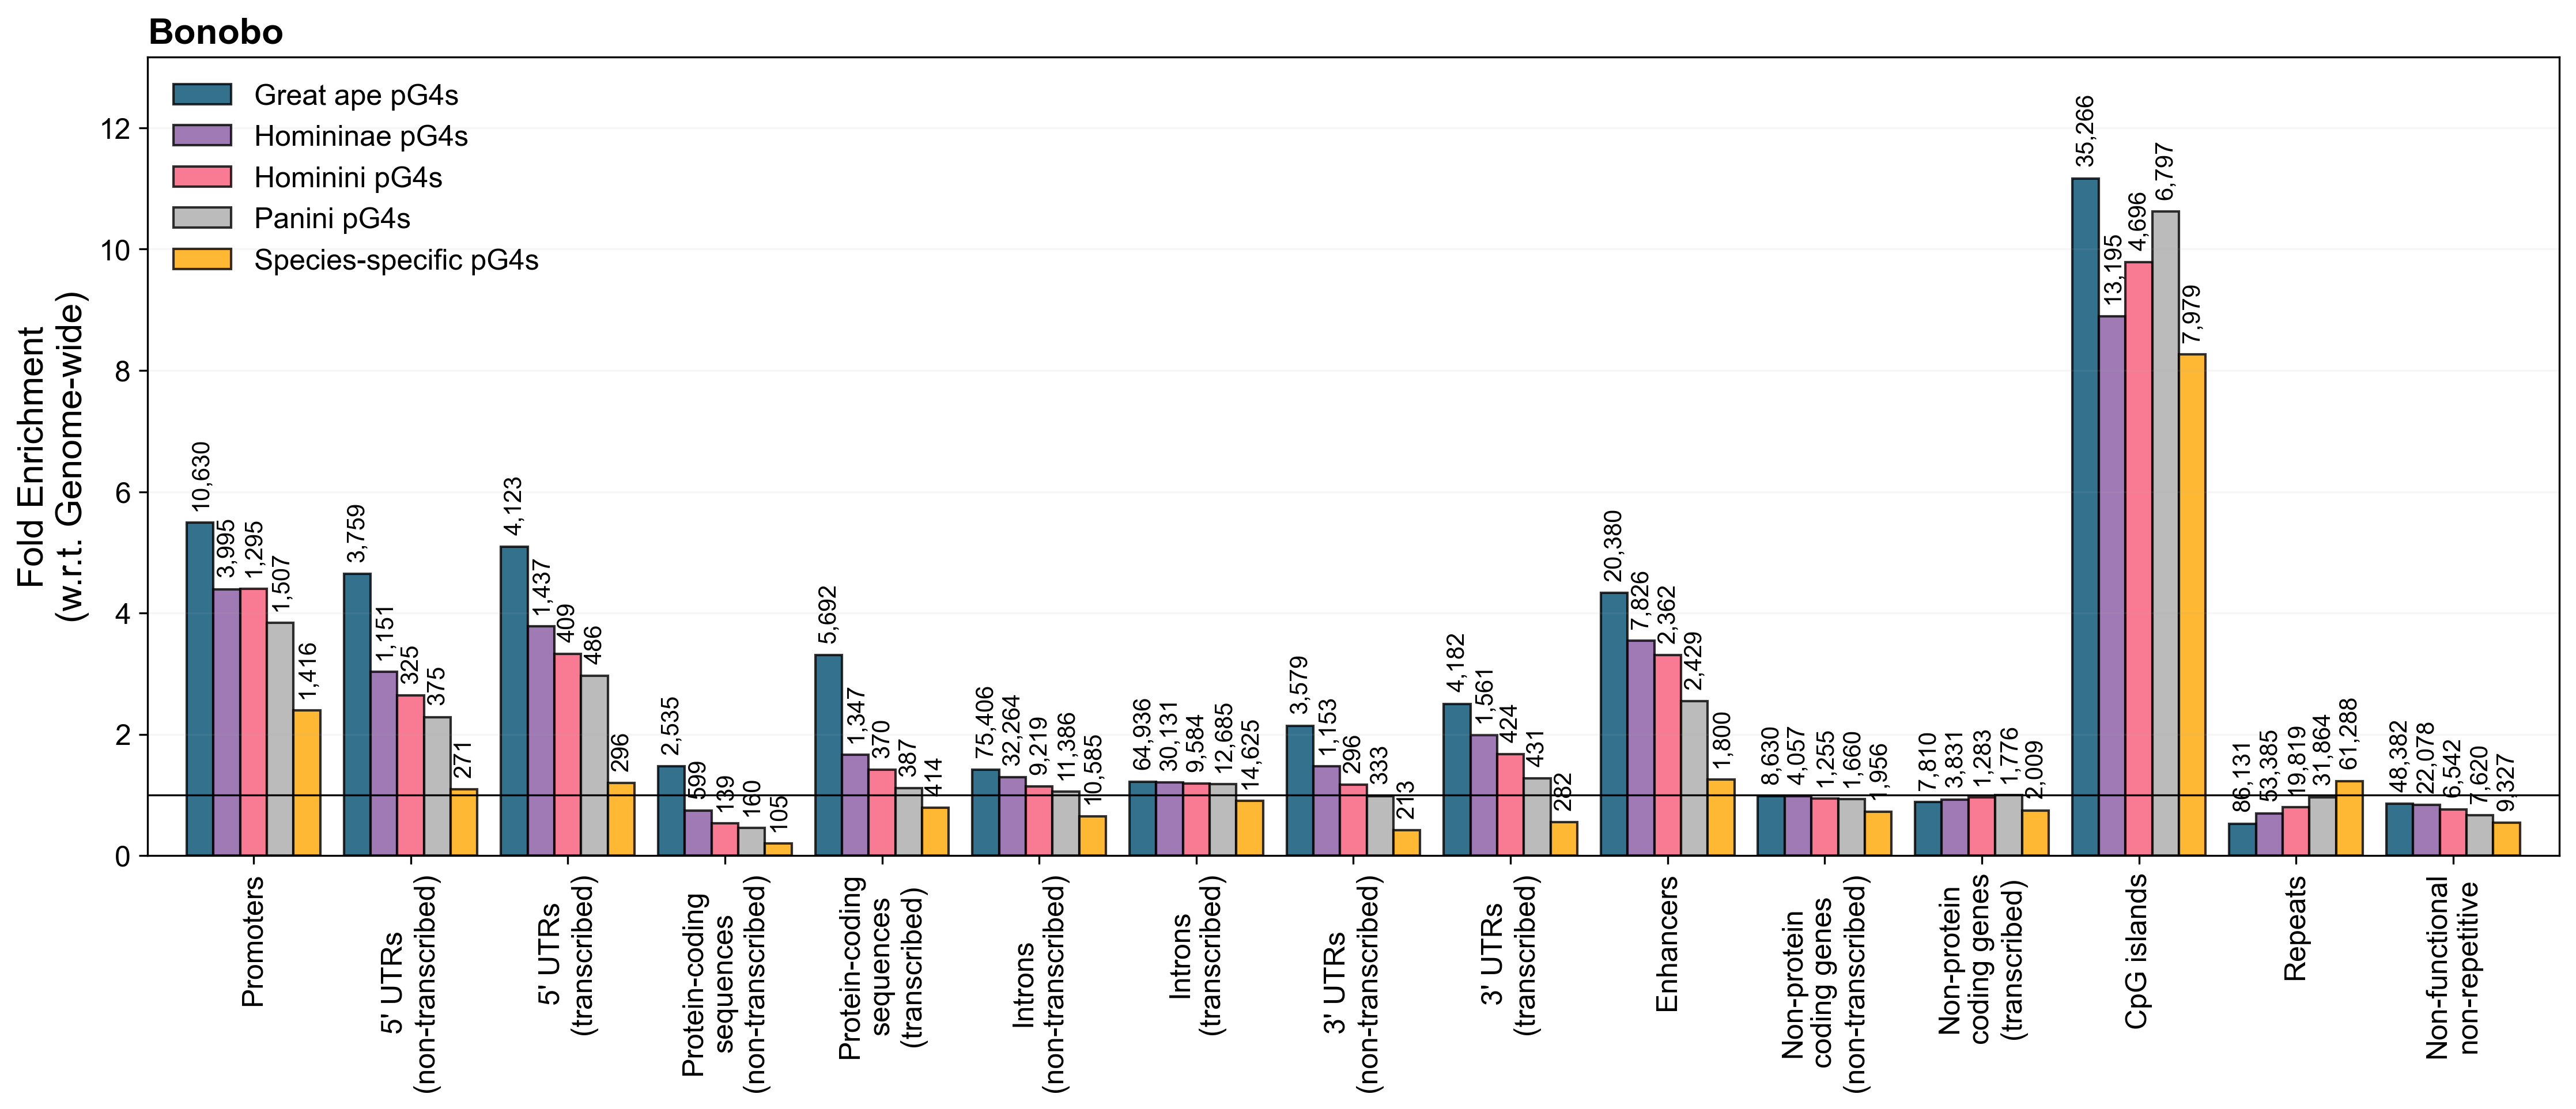 Bonobo
Great ape pG4s
Homininae pG4s
Hominini pG4s
Panini pG4s
Species-specific pG4s
Fold Enrichment
(w.r.t. Genome-wide)
12
10
8
6
4
2
0
10,630
3,995
1,295
1,507
1,416
3,759
1,151
325
375
271
4,123
1,437
409
486
296
2,535
599
139
160
105
5,692
1,347
370
387
414
75,406
32,264
9,219
11,386
10,585
64,936
30,131
9,584
12,685
14,625
3,579
1,153
296
333
213
4,182
1,561
424
431
282
20,380
7,826
2,362
2,429
1,800
8,630
4,057
1,255
1,660
1,956
7,810
3,831
1,283
1,776
2,009
35,266
13,195
4,696
6,797
7,979
86,131
53,385
19,819
31,864
61,288
48,382
22,078
6,542
7,620
9,327
Promoters
5' UTRs
(non-transcribed)
5' UTRs
(transcribed)
Protein-coding
sequences
(non-transcribed)
Protein-coding
sequences
(transcribed)
Introns
(non-transcribed)
Introns
(transcribed)
3' UTRs
(non-transcribed)
3' UTRs
(transcribed)
Enhancers
Non-protein
coding genes
(non-transcribed)
Non-protein
coding genes
(transcribed)
CpG islands
Repeats
Non-functional
non-repetitive